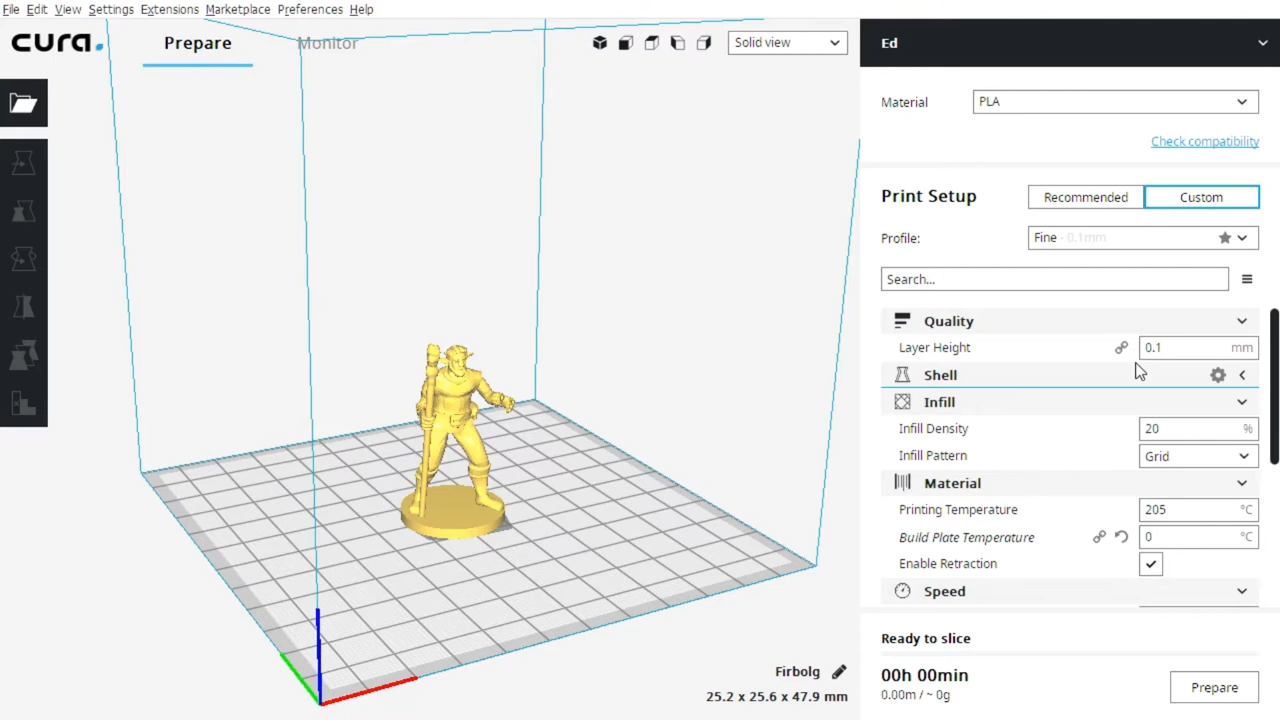 File Edit View Settings Extensions Marketplace Preferences Help
cura.
Prepare
Monitor
Solid view
Ed
Material
PLA
Check compatibility
Print Setup
Recommended
Custom
Profile:
Fine - 0.1mm
Search...
Quality
Layer Height
0.1 mm
Shell
Infill
Infill Density
20 %
Infill Pattern
Grid
Material
Printing Temperature
205 °C
Build Plate Temperature
0 °C
Enable Retraction
Speed
Ready to slice
00h 00min
0.00m / ~ 0g
Prepare
Firbolg
25.2 x 25.6 x 47.9 mm